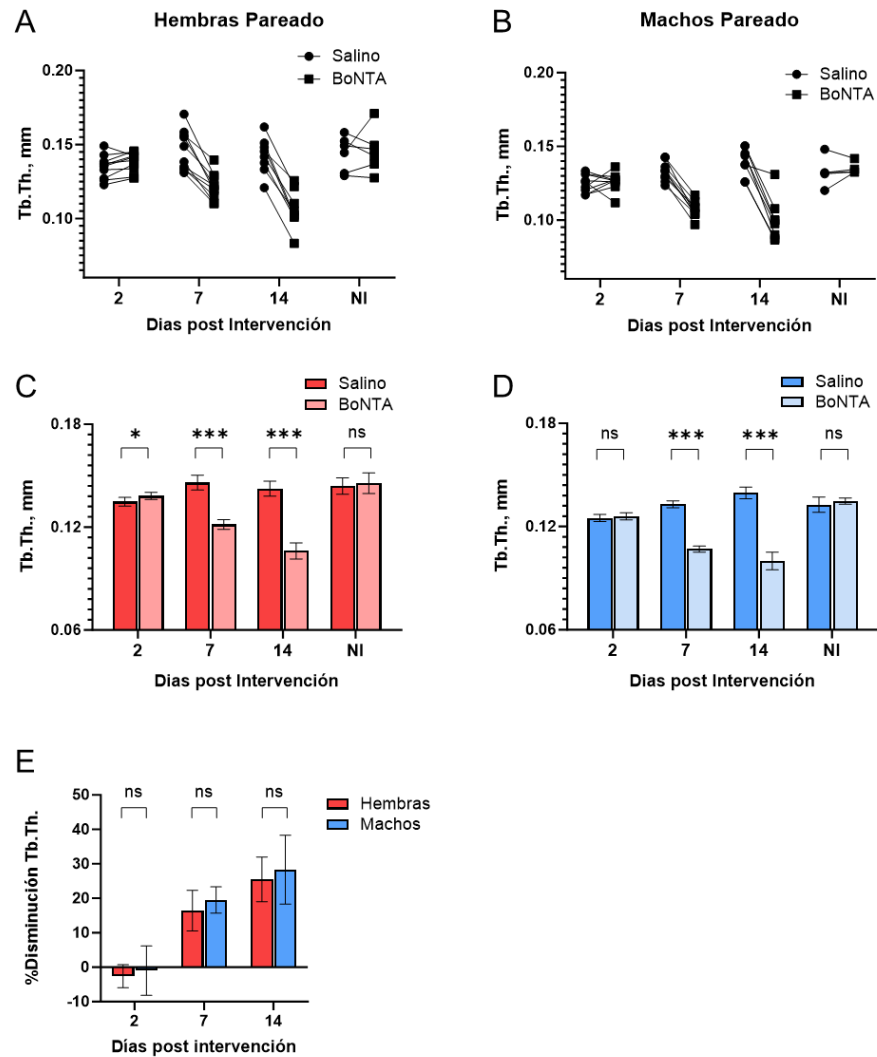 A
Hembras Pareado
Salino
BoNTA
0.20
0.15
0.10
Tb.Th., mm
2 7 14 NI
Dias post Intervención
B
Machos Pareado
Salino
BoNTA
0.20
0.15
0.10
Tb.Th., mm
2 7 14 NI
Dias post Intervención
C
Salino
BoNTA
0.18
0.12
0.06
Tb.Th., mm
* *** *** ns
2 7 14 NI
Dias post Intervención
D
Salino
BoNTA
0.18
0.12
0.06
Tb.Th., mm
ns *** *** ns
2 7 14 NI
Dias post Intervención
E
Hembras
Machos
50
40
30
20
10
0
-10
%Disminución Tb.Th.
ns ns ns
2 7 14
Días post intervención